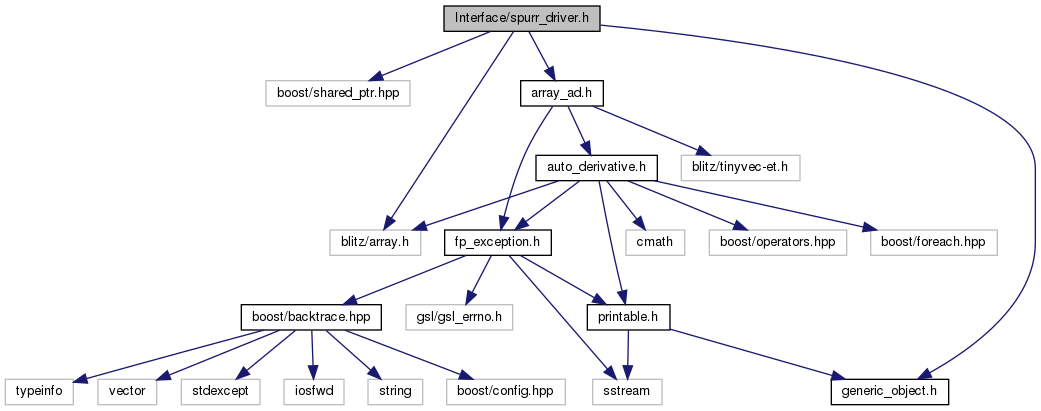 Interface/spurr_driver.h
boost/shared_ptr.hpp
array_ad.h
auto_derivative.h
blitz/tinyvec-et.h
blitz/array.h
fp_exception.h
cmath
boost/operators.hpp
boost/foreach.hpp
boost/backtrace.hpp
gsl/gsl_errno.h
printable.h
typeinfo
vector
stdexcept
iosfwd
string
boost/config.hpp
sstream
generic_object.h